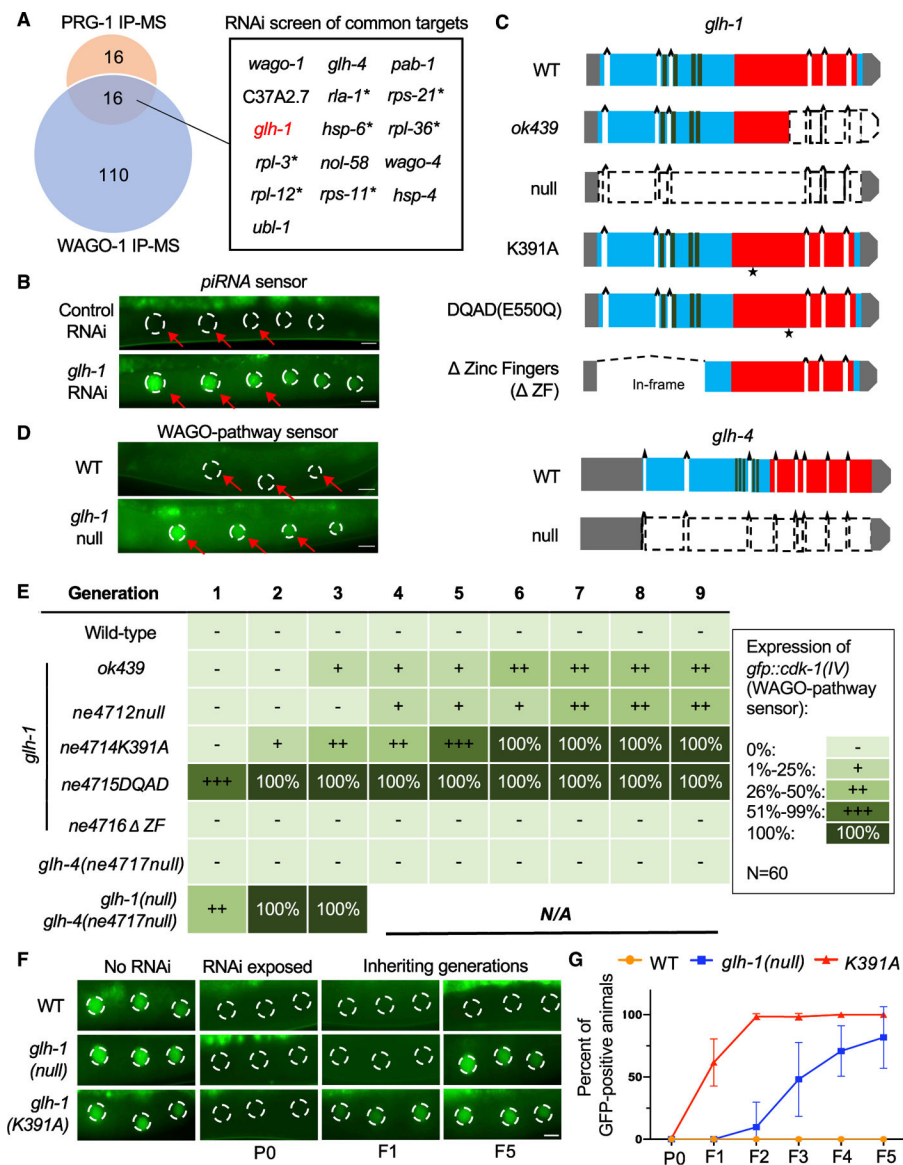 A
PRG-1 IP-MS
16
16
110
WAGO-1 IP-MS
RNAi screen of common targets
wago-1 glh-4 pab-1
C37A2.7 rla-1* rps-21*
glh-1 hsp-6* rpl-36*
rpl-3* nol-58 wago-4
rpl-12* rps-11* hsp-4
ubl-1
B
piRNA sensor
Control
RNAi
glh-1
RNAi
D
WAGO-pathway sensor
WT
glh-1
null
C
glh-1
WT
ok439
null
K391A
★
DQAD(E550Q)
★
Δ Zinc Fingers
(Δ ZF)
In-frame
glh-4
WT
null
E
Generation 1 2 3 4 5 6 7 8 9
Wild-type - - - - - - - - -
glh-1
ok439 - - + + + ++ ++ ++ ++
ne4712null - - - + + + ++ ++ ++
ne4714K391A - + ++ ++ +++ 100% 100% 100% 100%
ne4715DQAD +++ 100% 100% 100% 100% 100% 100% 100% 100%
ne4716 Δ ZF - - - - - - - - -
glh-4(ne4717null) - - - - - - - - -
glh-1(null)
glh-4(ne4717null) ++ 100% 100% N/A
Expression of
gfp::cdk-1(IV)
(WAGO-pathway
sensor):
0%: -
1%-25%: +
26%-50%: ++
51%-99%: +++
100%: 100%
N=60
F
No RNAi RNAi exposed Inheriting generations
WT
glh-1
(null)
glh-1
(K391A)
P0 F1 F5
G
WT glh-1(null) K391A
Percent of
GFP-positive animals
100
50
0
P0 F1 F2 F3 F4 F5